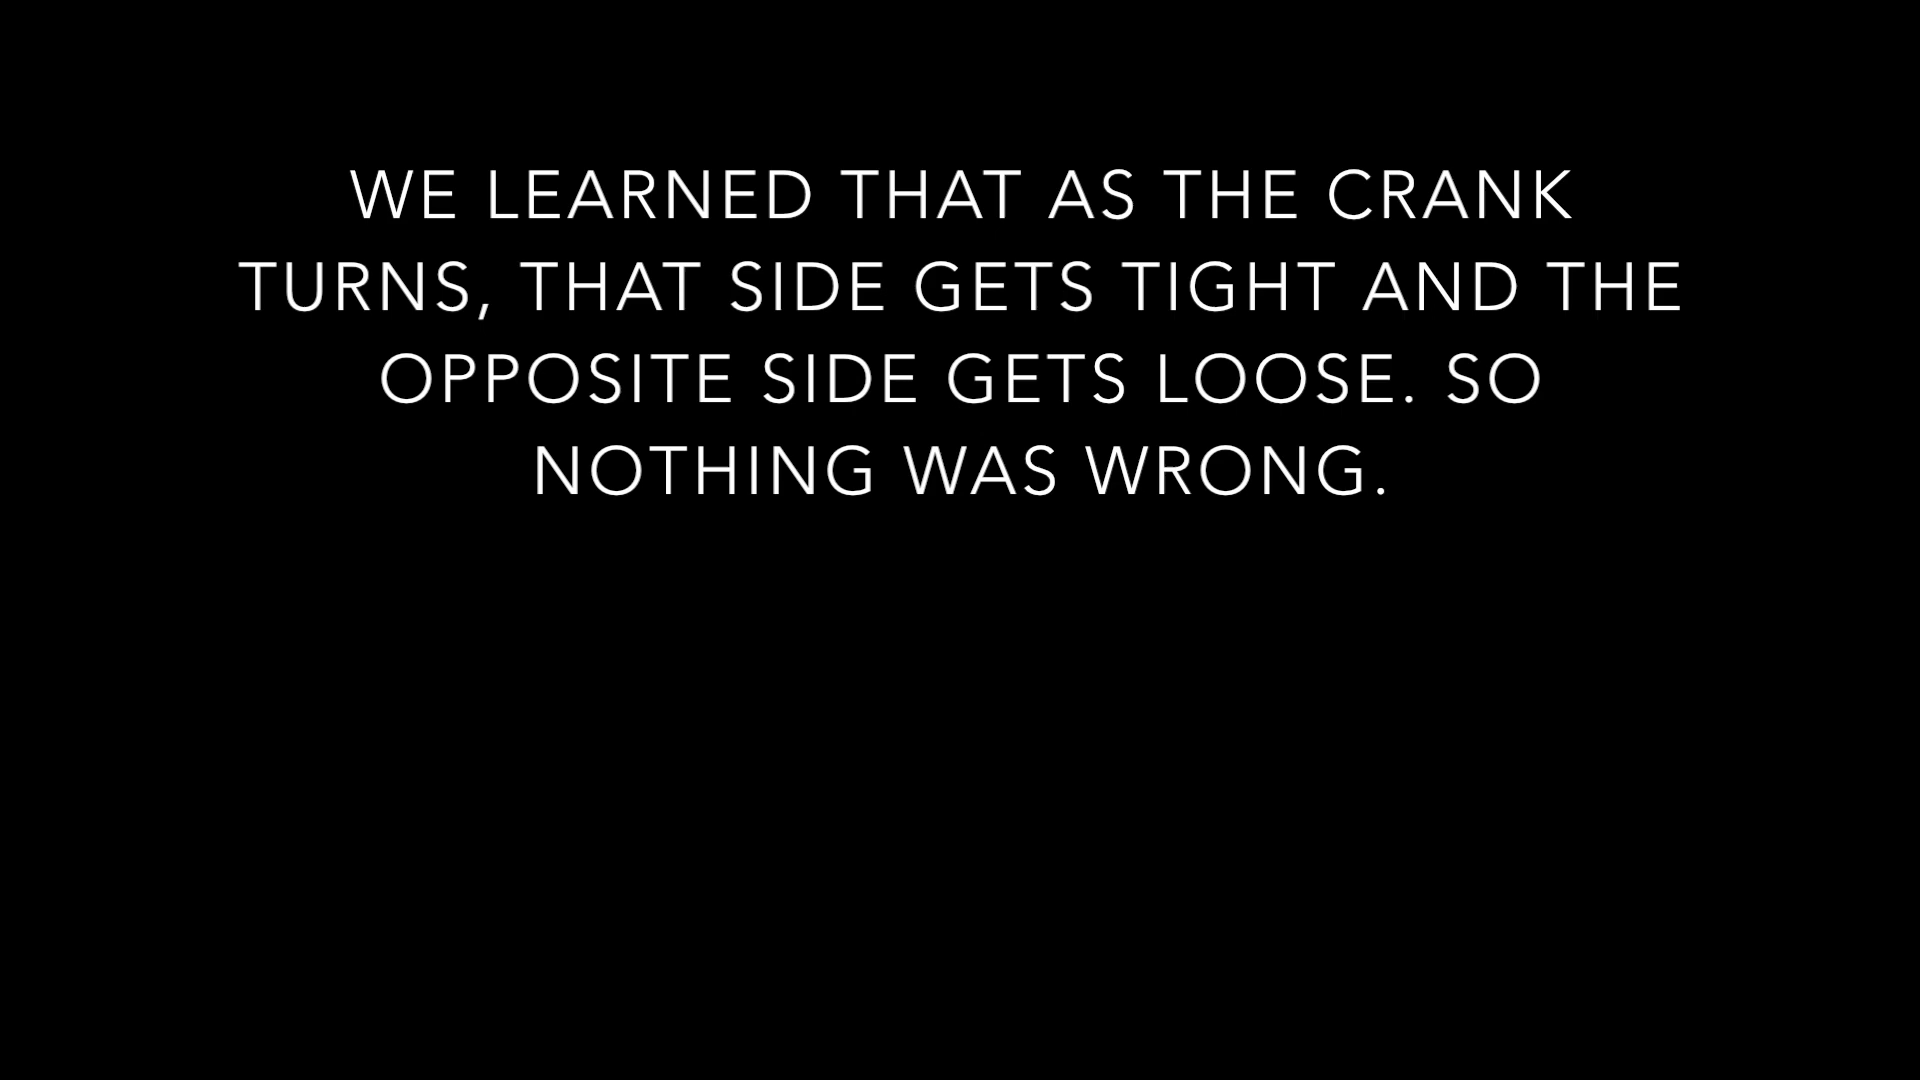 WE LEARNED THAT AS THE CRANK
TURNS, THAT SIDE GETS TIGHT AND THE
OPPOSITE SIDE GETS LOOSE. SO
NOTHING WAS WRONG.